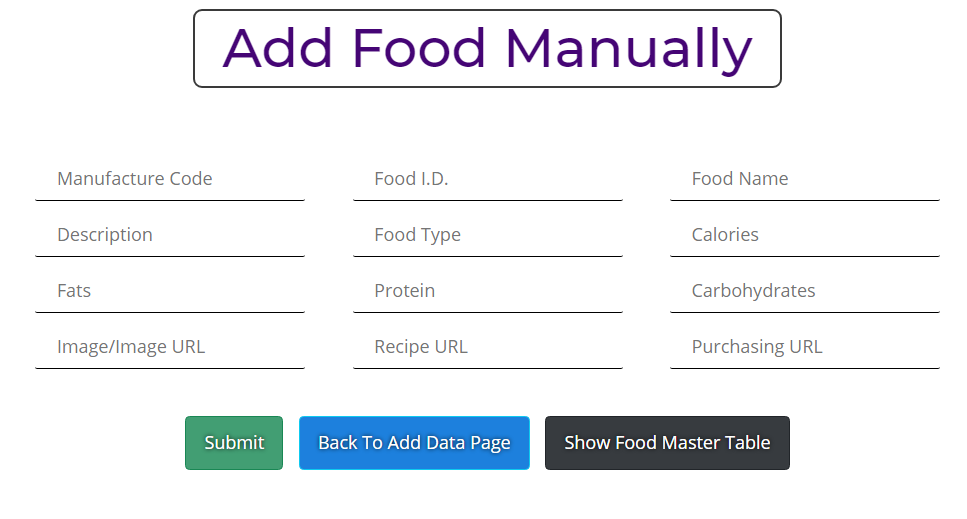 Add Food Manually
Manufacture Code Food I.D. Food Name
Description Food Type Calories
Fats Protein Carbohydrates
Image/Image URL Recipe URL Purchasing URL
Submit Back To Add Data Page Show Food Master Table